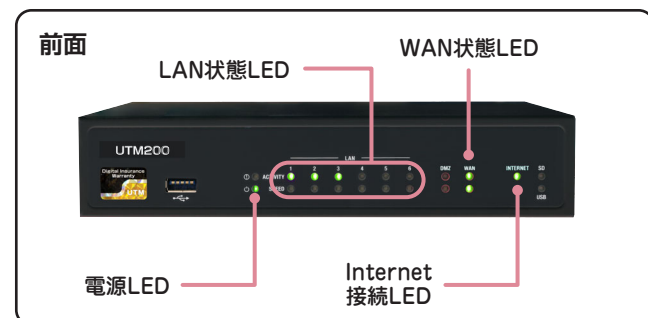 前面
LAN状態LED
WAN状態LED
UTM200
Digital Insurance
Warranty
UTM
LAN
1 2 3 4 5 6
DMZ WAN INTERNET SD
ACTIVITY
SPEED
USB
電源LED
Internet
接続LED